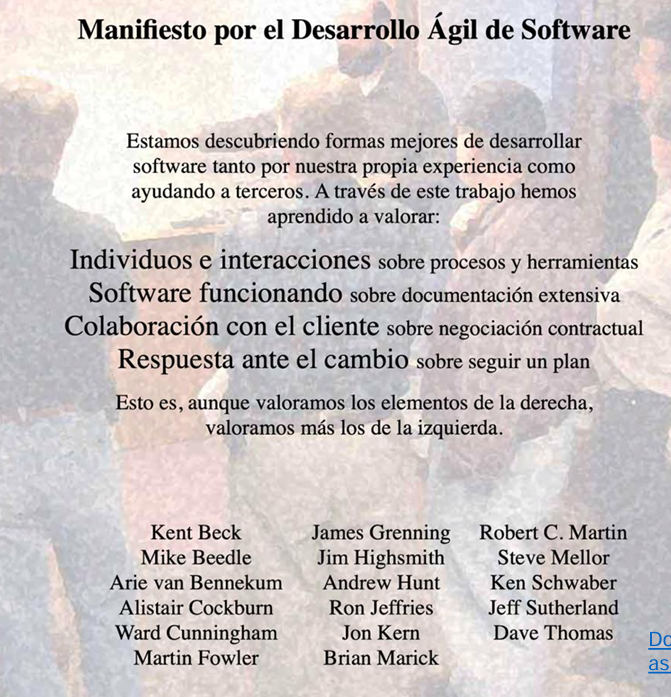 Manifiesto por el Desarrollo Ágil de Software
Estamos descubriendo formas mejores de desarrollar
software tanto por nuestra propia experiencia como
ayudando a terceros. A través de este trabajo hemos
aprendido a valorar:
Individuos e interacciones sobre procesos y herramientas
Software funcionando sobre documentación extensiva
Colaboración con el cliente sobre negociación contractual
Respuesta ante el cambio sobre seguir un plan
Esto es, aunque valoramos los elementos de la derecha,
valoramos más los de la izquierda.
Kent Beck
Mike Beedle
Arie van Bennekum
Alistair Cockburn
Ward Cunningham
Martin Fowler
James Grenning
Jim Highsmith
Andrew Hunt
Ron Jeffries
Jon Kern
Brian Marick
Robert C. Martin
Steve Mellor
Ken Schwaber
Jeff Sutherland
Dave Thomas